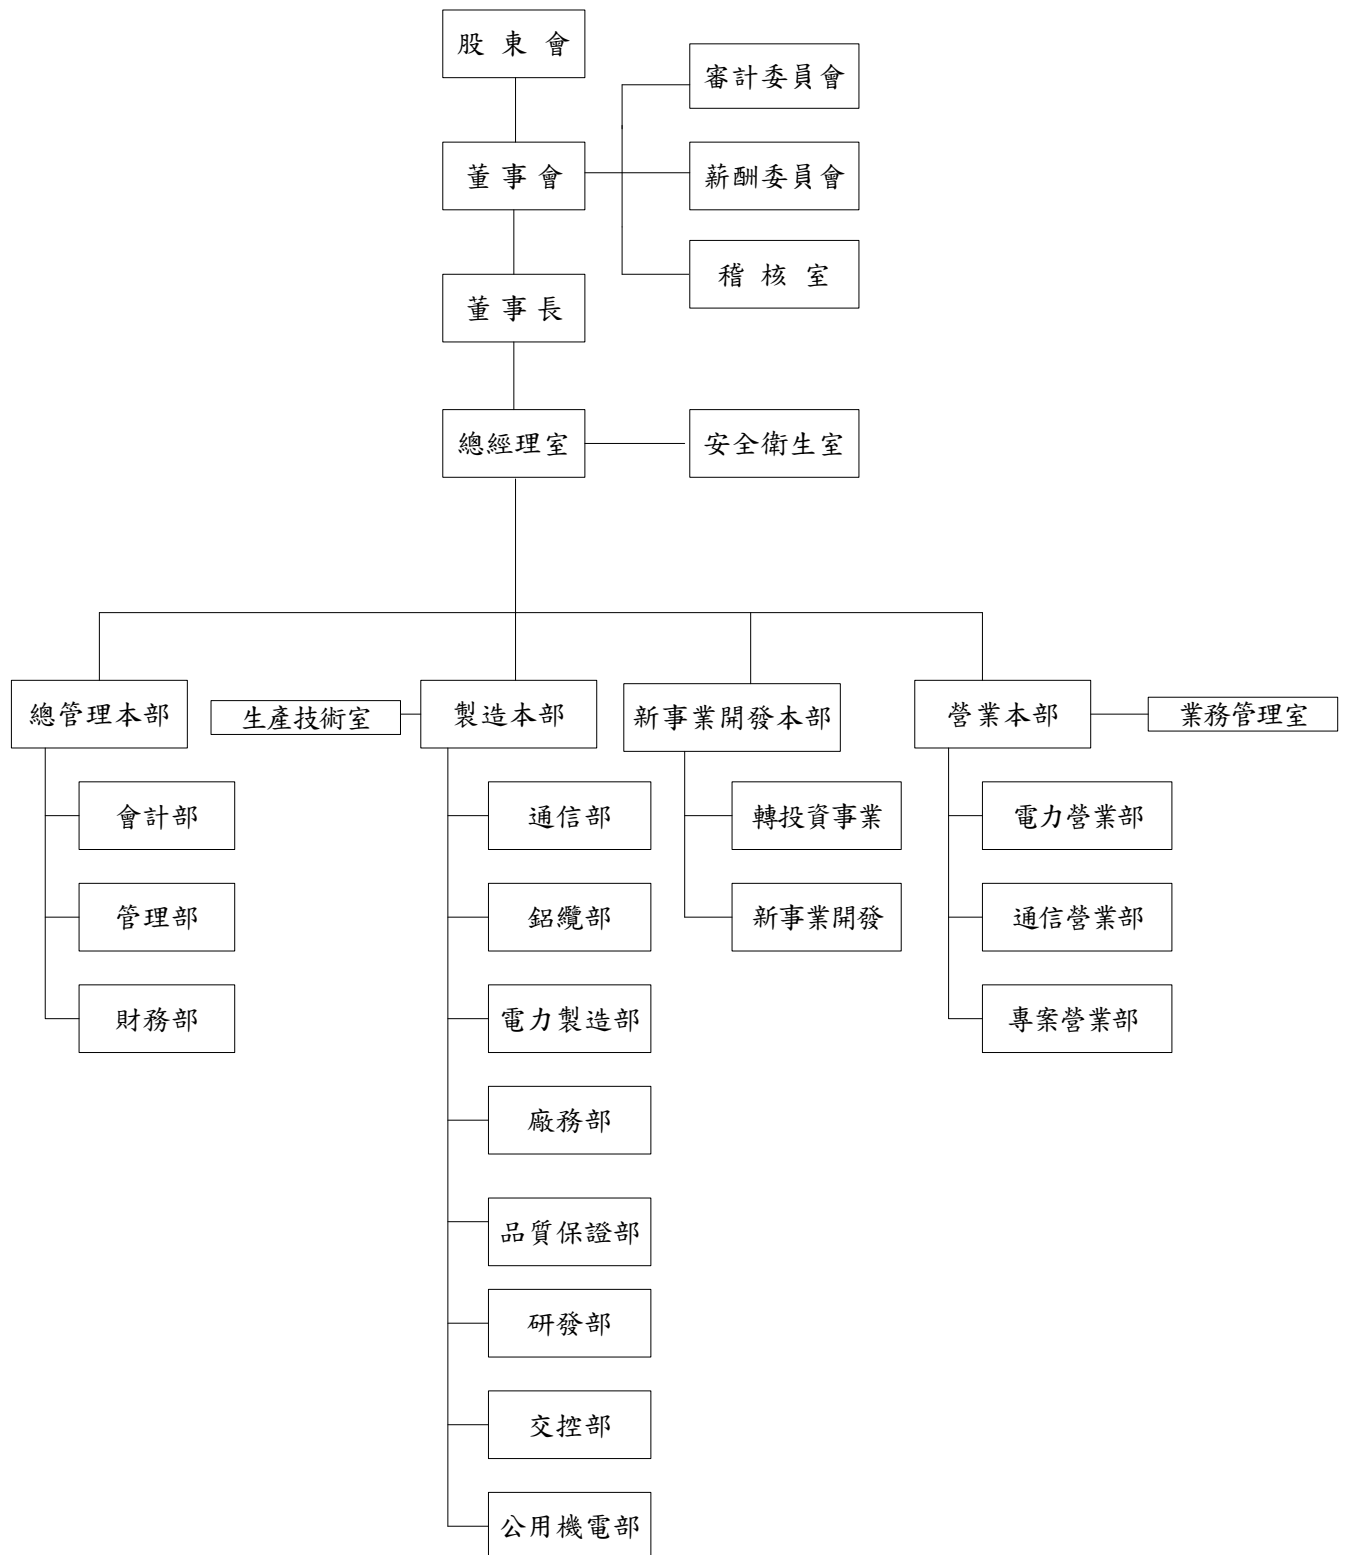 股東會
審計委員會
董事會
薪酬委員會
稽核室
董事長
總經理室
安全衛生室
總管理本部
生產技術室
製造本部
新事業開發本部
營業本部
業務管理室
會計部
通信部
轉投資事業
電力營業部
管理部
鋁纜部
新事業開發
通信營業部
財務部
電力製造部
專案營業部
廠務部
品質保證部
研發部
交控部
公用機電部